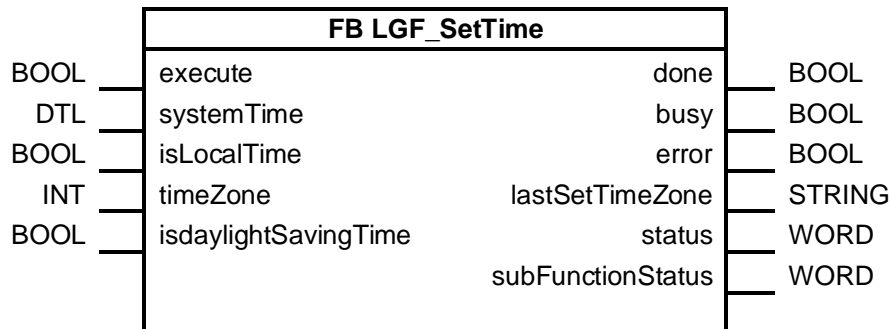 FB LGF_SetTime
BOOL execute done BOOL
DTL systemTime busy BOOL
BOOL isLocalTime error BOOL
INT timeZone lastSetTimeZone STRING
BOOL isdaylightSavingTime status WORD
subFunctionStatus WORD